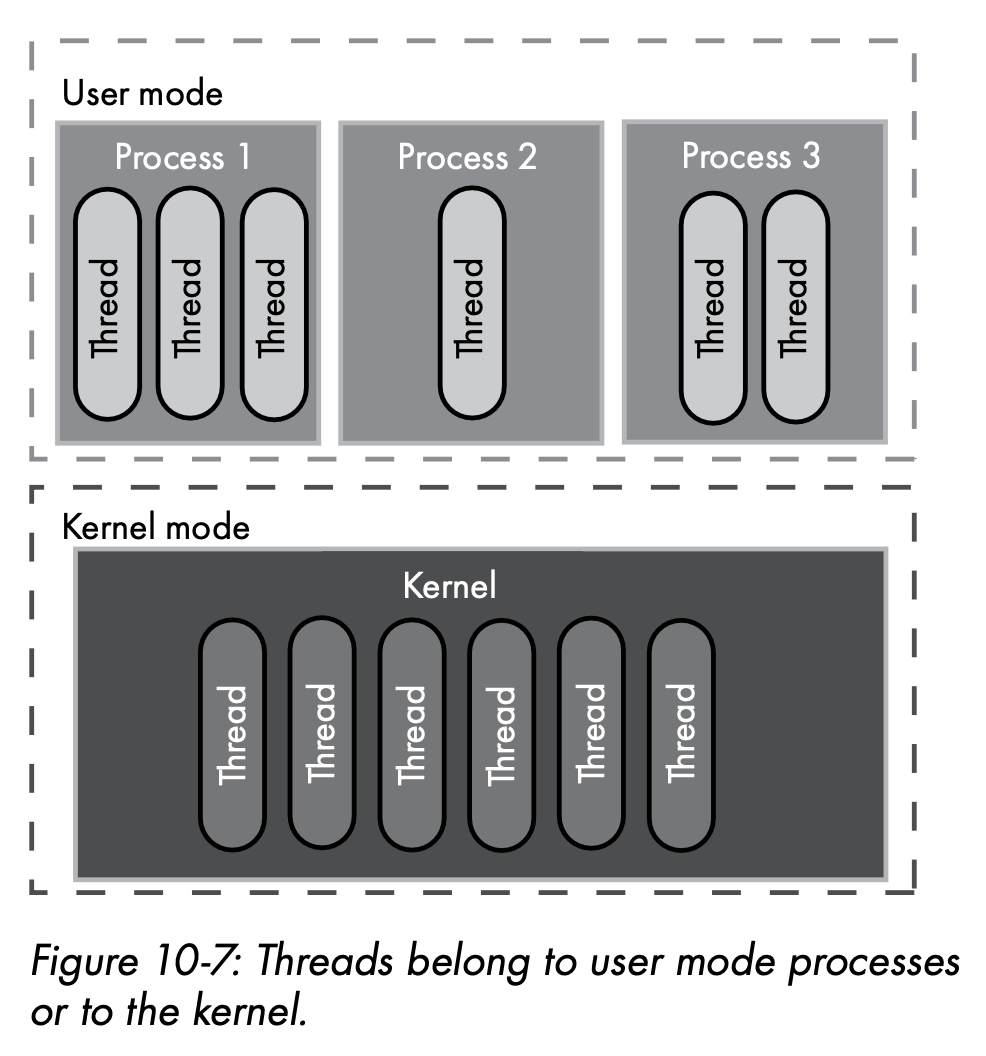 User mode
Process 1
Thread
Thread
Thread
Process 2
Thread
Process 3
Thread
Thread
Kernel mode
Kernel
Thread
Thread
Thread
Thread
Thread
Thread
Figure 10-7: Threads belong to user mode processes
or to the kernel.